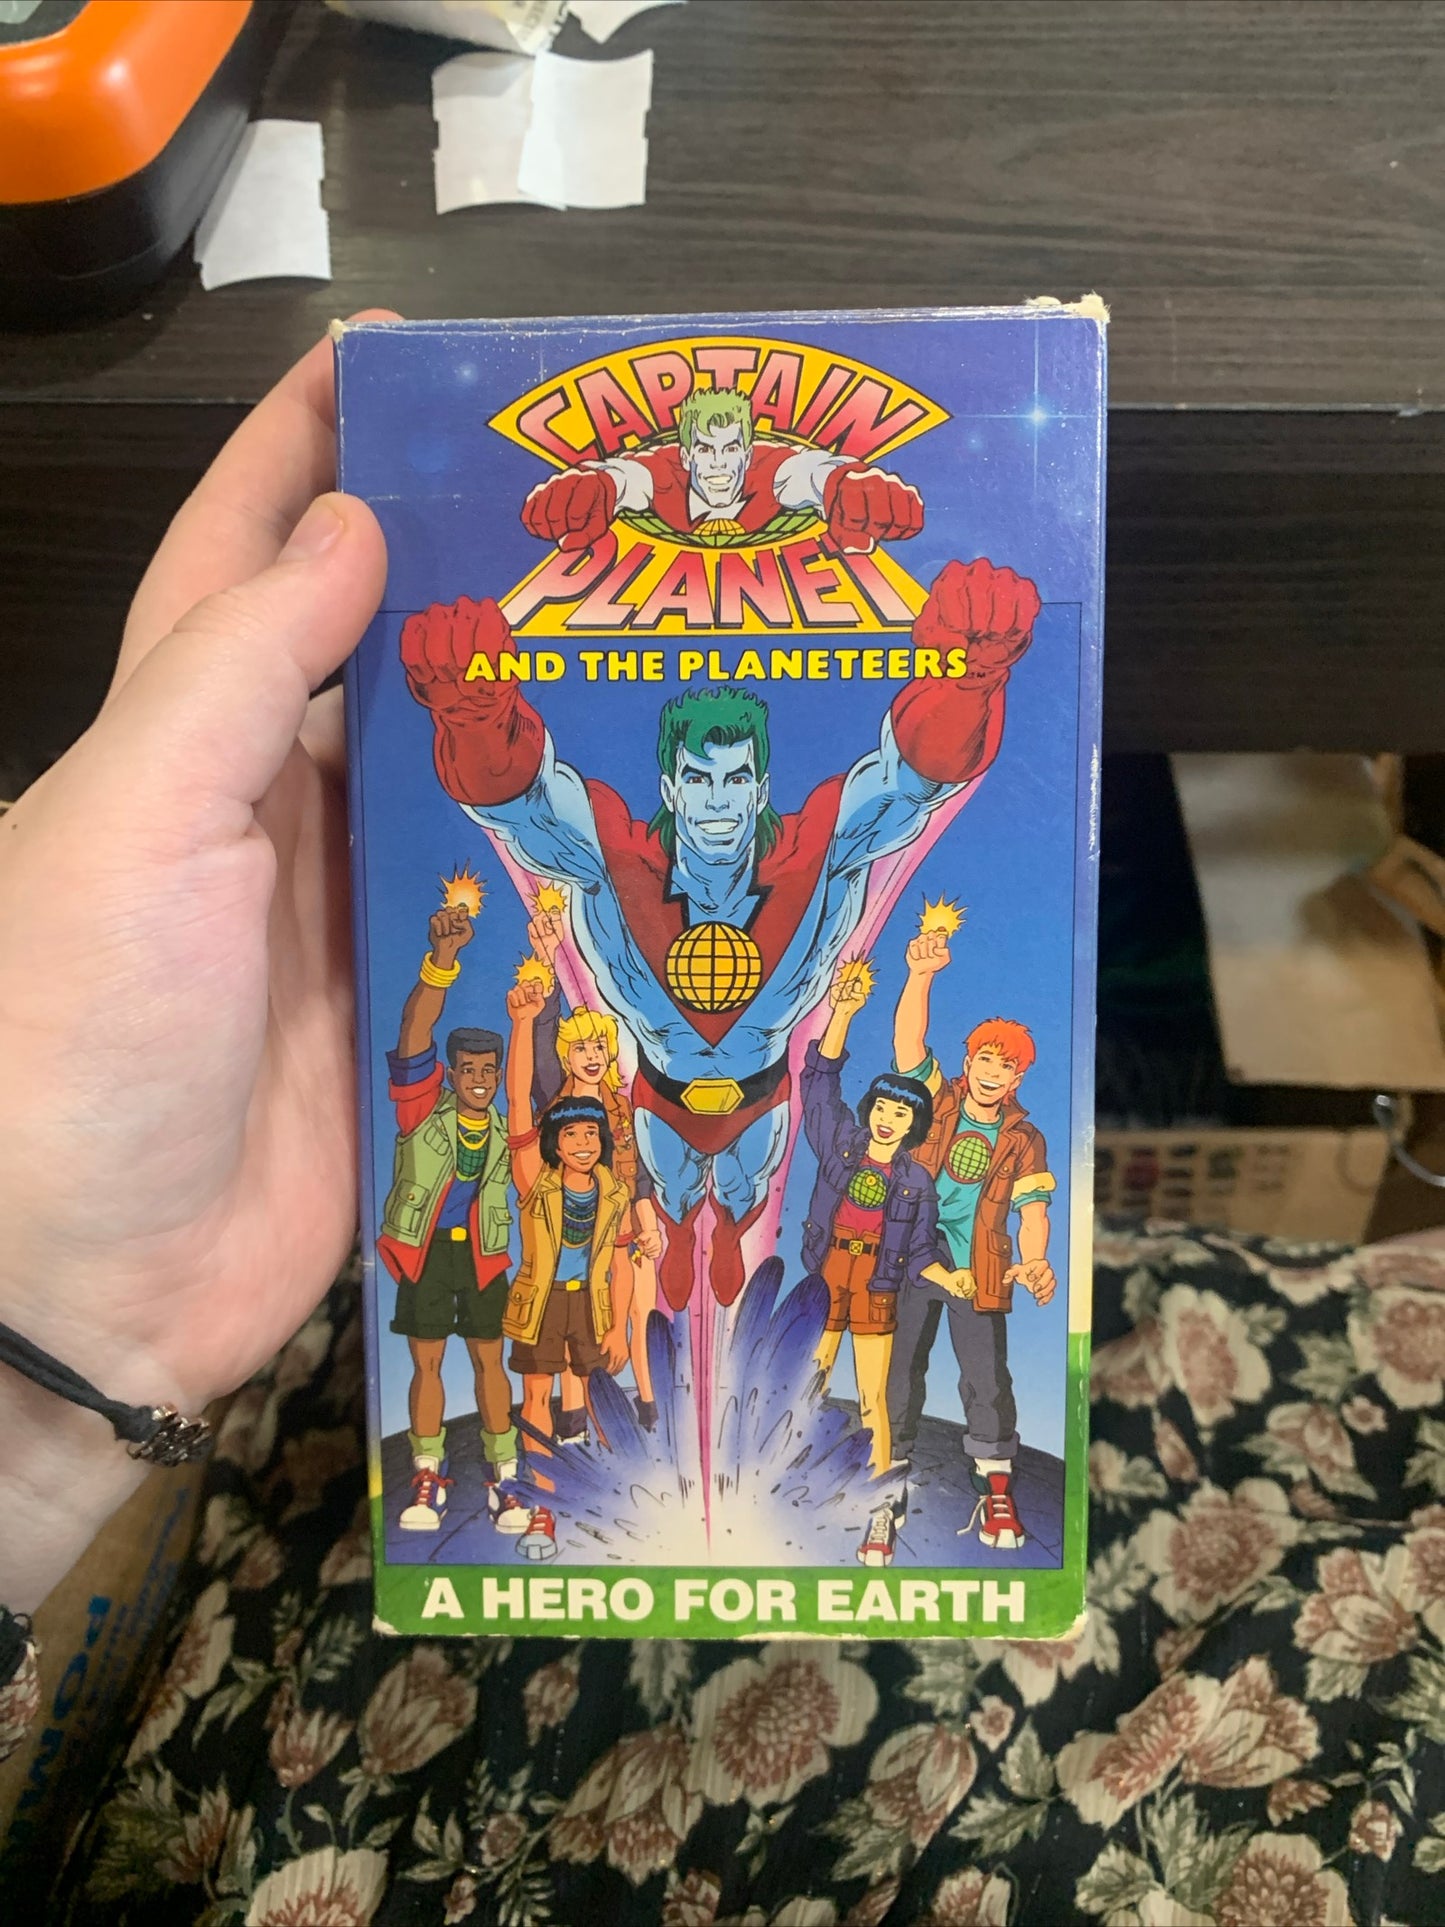 CAPTAIN
PLANET
AND THE PLANETEERS
A HERO FOR EARTH